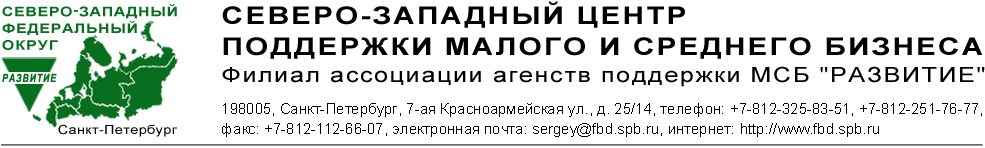 СЕВЕРО-ЗАПАДНЫЙ
ФЕДЕРАЛЬНЫЙ
ОКРУГ
РАЗВИТИЕ
Санкт-Петербург
СЕВЕРО-ЗАПАДНЫЙ ЦЕНТР
ПОДДЕРЖКИ МАЛОГО И СРЕДНЕГО БИЗНЕСА
Филиал ассоциации агенств поддержки МСБ "РАЗВИТИЕ"
198005, Санкт-Петербург, 7-ая Красноармейская ул., д. 25/14, телефон: +7-812-325-83-51, +7-812-251-76-77,
факс: +7-812-112-66-07, электронная почта: sergey@fbd.spb.ru, интернет: http://www.fbd.spb.ru